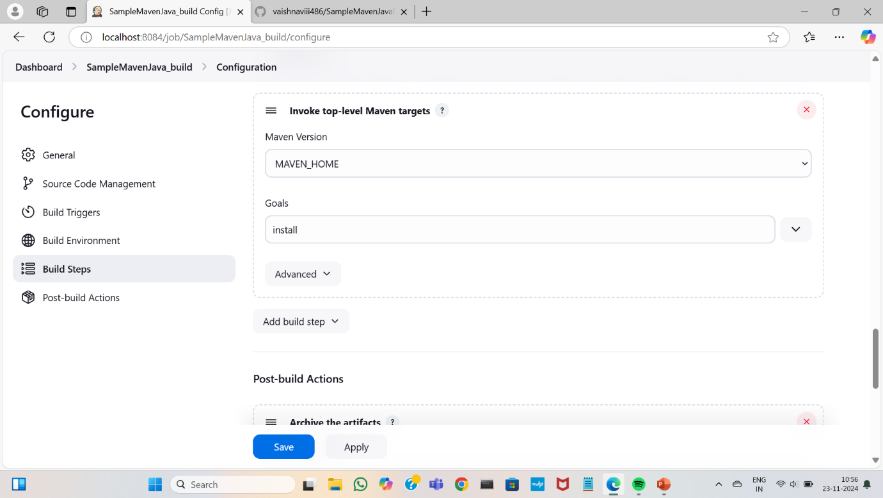 SampleMavenJava_build Config [
vaishnaviii486/SampleMavenJava
localhost:8084/job/SampleMavenJava_build/configure
Dashboard > SampleMavenJava_build > Configuration
Configure
General
Source Code Management
Build Triggers
Build Environment
Build Steps
Post-build Actions
Invoke top-level Maven targets ?
Maven Version
MAVEN_HOME
Goals
install
Advanced
Add build step
Post-build Actions
Archive the artifacts ?
Save
Apply
Search
ENG
IN
10:56
23-11-2024